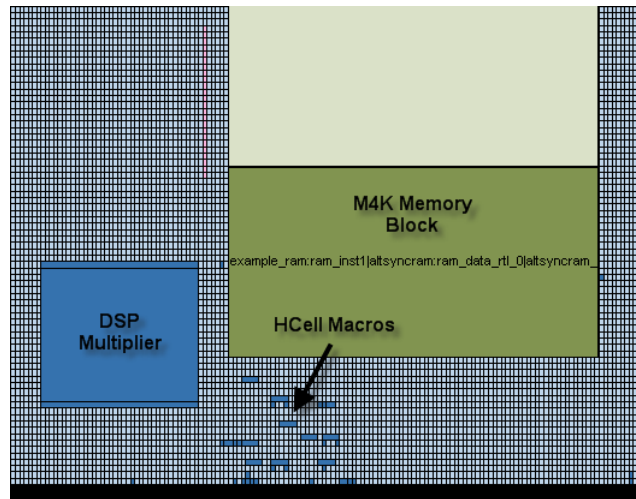 M4K Memory
Block
example_ram:ram_inst1|altsyncram:ram_data_rtl_0|altsyncram_
DSP
Multiplier
HCell Macros